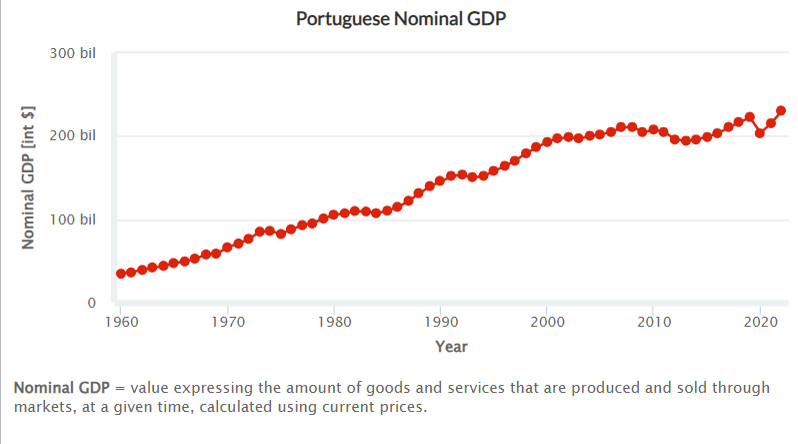 Portuguese Nominal GDP
300 bil
200 bil
100 bil
0
Nominal GDP [int $]
1960 1970 1980 1990 2000 2010 2020
Year
Nominal GDP = value expressing the amount of goods and services that are produced and sold through
markets, at a given time, calculated using current prices.